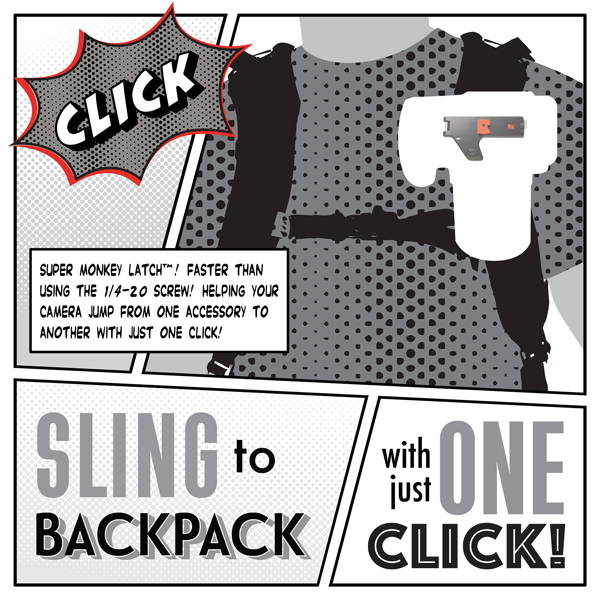 CLICK
SUPER MONKEY LATCH™! FASTER THAN
USING THE 1/4-20 SCREW! HELPING YOUR
CAMERA JUMP FROM ONE ACCESSORY TO
ANOTHER WITH JUST ONE CLICK!
SLING to
BACKPACK
with just ONE
CLICK!